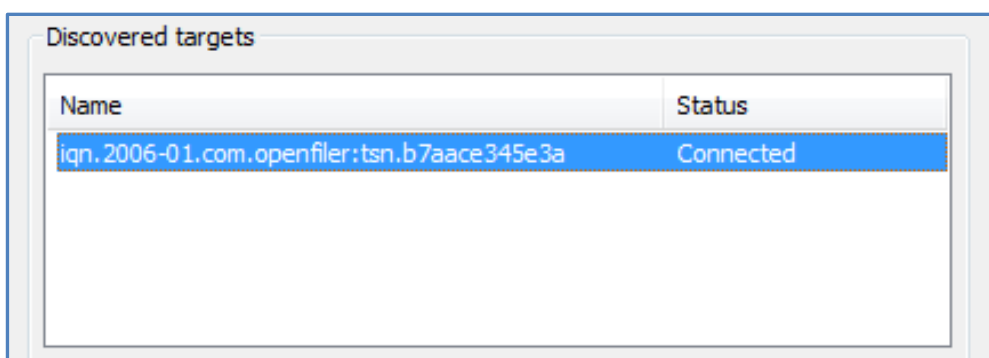 Discovered targets
Name Status
iqn.2006-01.com.openfiler:tsn.b7aace345e3a Connected